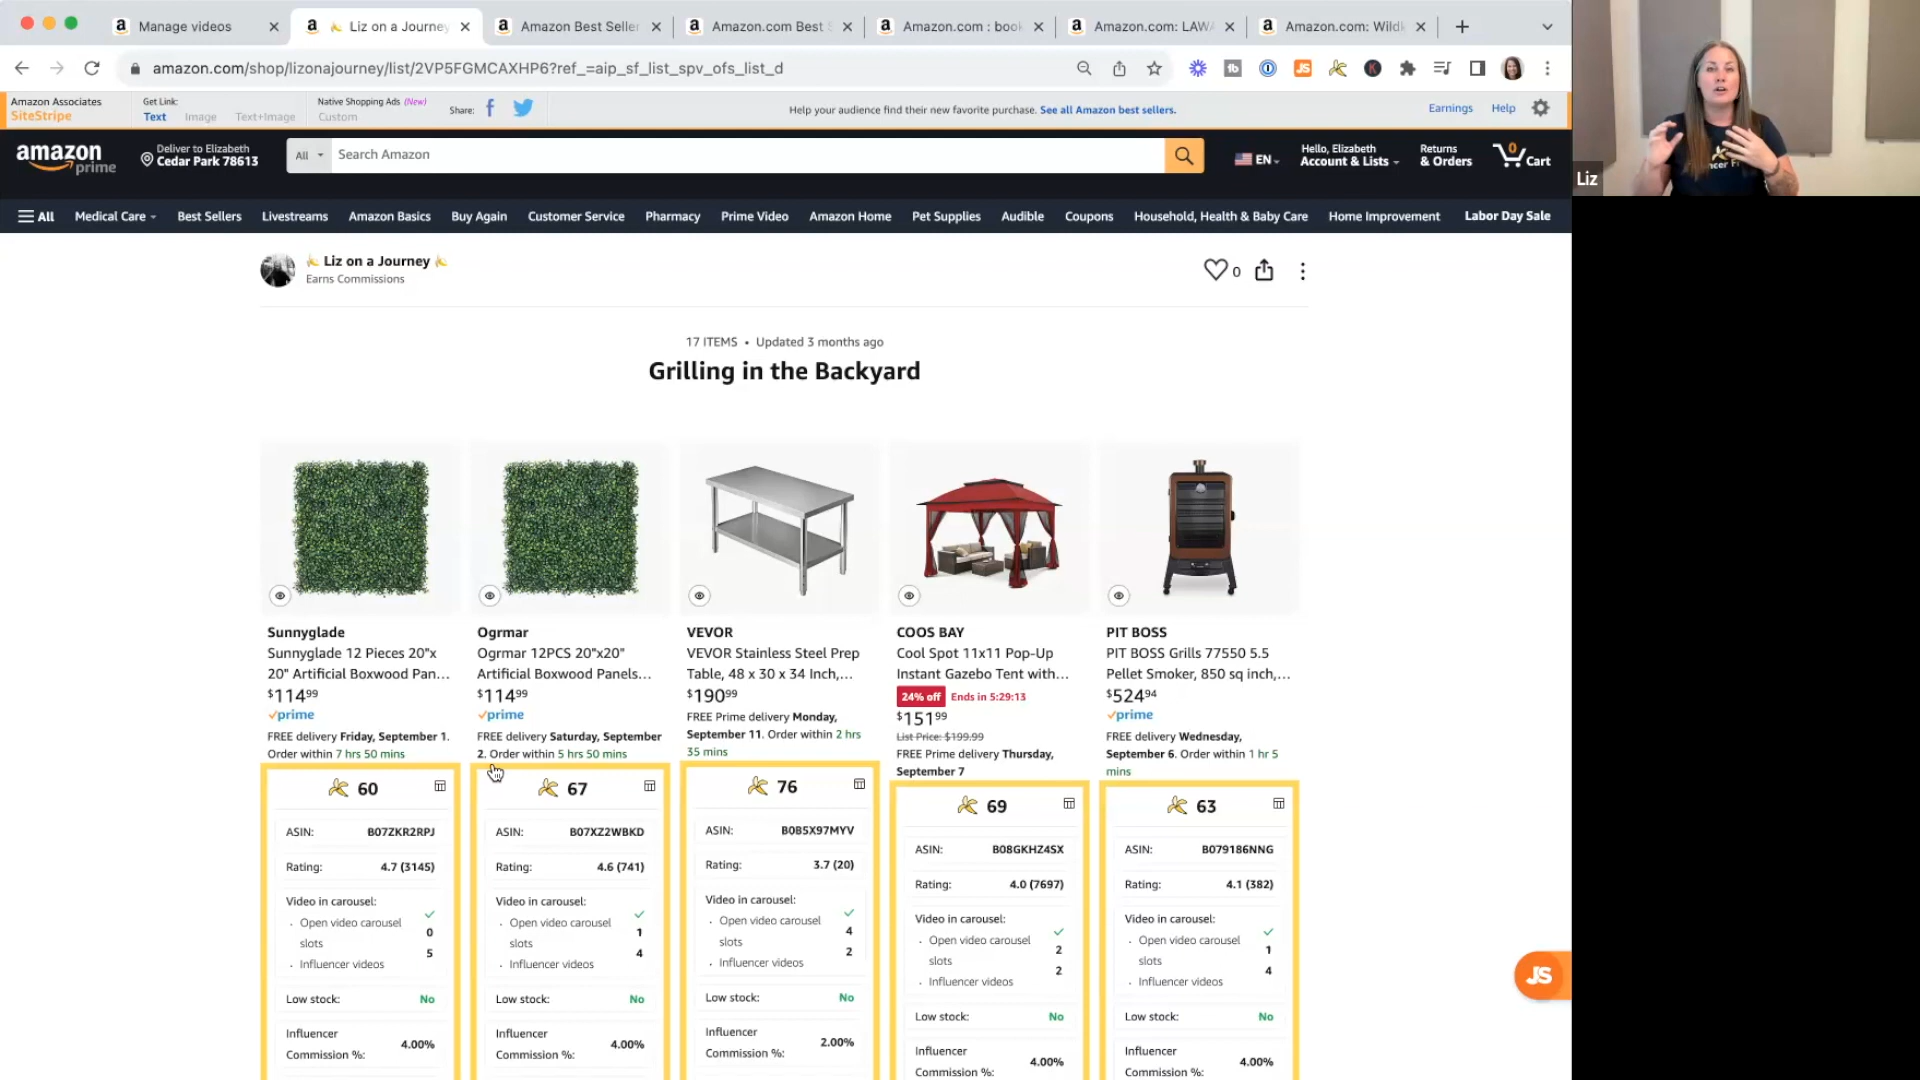 Manage videos
Liz on a Journey
Amazon Best Seller
Amazon.com Best S
Amazon.com : book
Amazon.com: LAWA
Amazon.com: Wildk
amazon.com/shop/lizonajourney/list/2VP5FGMCAXHP6?ref_=aip_sf_list_spv_ofs_list_d
Amazon Associates
SiteStripe
Get Link:
Text Image Text+Image
Native Shopping Ads (New)
Custom
Share:
Help your audience find their new favorite purchase. See all Amazon best sellers.
Earnings Help
amazon
prime
Deliver to Elizabeth
Cedar Park 78613
All
Search Amazon
EN
Hello, Elizabeth
Account & Lists
Returns
& Orders
0
Cart
Liz
All Medical Care Best Sellers Livestreams Amazon Basics Buy Again Customer Service Pharmacy Prime Video Amazon Home Pet Supplies Audible Coupons Household, Health & Baby Care Home Improvement Labor Day Sale
Liz on a Journey
Earns Commissions
0
17 ITEMS • Updated 3 months ago
Grilling in the Backyard
Sunnyglade
Sunnyglade 12 Pieces 20"x
20" Artificial Boxwood Pan...
$114.99
prime
FREE delivery Friday, September 1.
Order within 7 hrs 50 mins
60
ASIN: B07ZKR2RPJ
Rating: 4.7 (3145)
Video in carousel:
Open video carousel slots 0
Influencer videos 5
Low stock: No
Influencer
Commission %: 4.00%
Ogrmar
Ogrmar 12PCS 20"x20"
Artificial Boxwood Panels...
$114.99
prime
FREE delivery Saturday, September
2. Order within 5 hrs 50 mins
67
ASIN: B07XZ2WBKD
Rating: 4.6 (741)
Video in carousel:
Open video carousel slots 1
Influencer videos 4
Low stock: No
Influencer
Commission %: 4.00%
VEVOR
VEVOR Stainless Steel Prep
Table, 48 x 30 x 34 Inch,...
$190.99
FREE Prime delivery Monday,
September 11. Order within 2 hrs
35 mins
76
ASIN: B0B5X97MYV
Rating: 3.7 (20)
Video in carousel:
Open video carousel slots 4
Influencer videos 2
Low stock: No
Influencer
Commission %: 2.00%
COOS BAY
Cool Spot 11x11 Pop-Up
Instant Gazebo Tent with...
24% off Ends in 5:29:13
$151.99
List Price: $199.99
FREE Prime delivery Thursday,
September 7
69
ASIN: B08GKHZ4SX
Rating: 4.0 (7697)
Video in carousel:
Open video carousel slots 2
Influencer videos 2
Low stock: No
Influencer
Commission %: 4.00%
PIT BOSS
PIT BOSS Grills 77550 5.5
Pellet Smoker, 850 sq inch,...
$524.94
prime
FREE delivery Wednesday,
September 6. Order within 1 hr 5
mins
63
ASIN: B079186NNG
Rating: 4.1 (382)
Video in carousel:
Open video carousel slots 1
Influencer videos 4
Low stock: No
Influencer
Commission %: 4.00%
JS